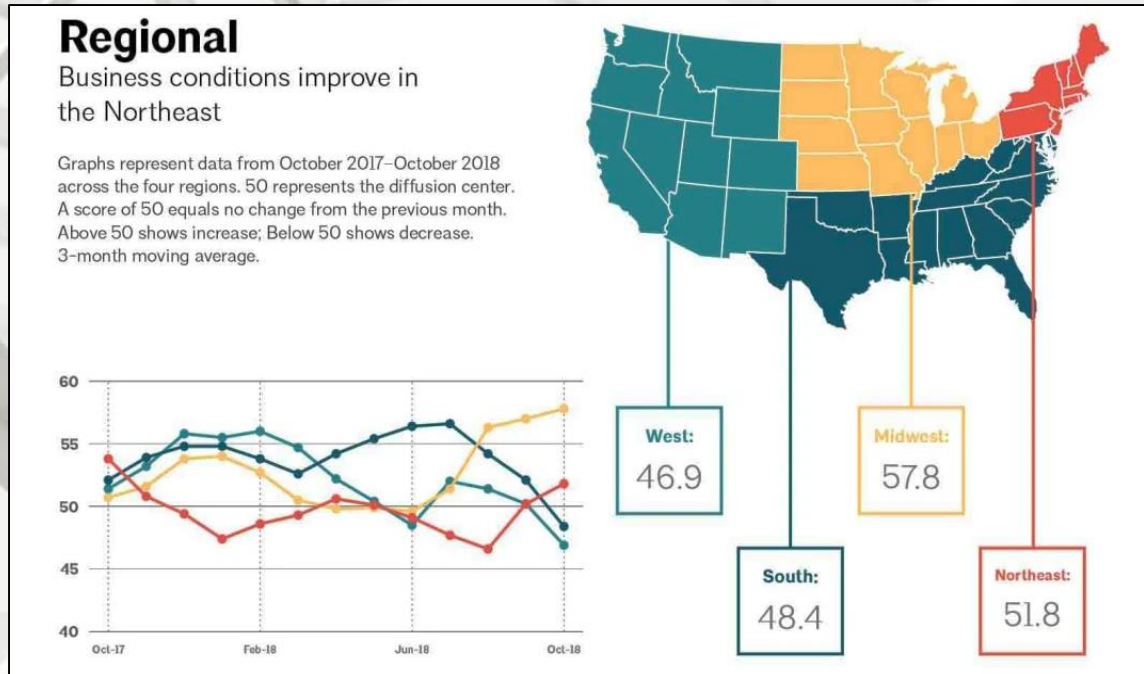 Regional
Business conditions improve in
the Northeast
Graphs represent data from October 2017–October 2018
across the four regions. 50 represents the diffusion center.
A score of 50 equals no change from the previous month.
Above 50 shows increase; Below 50 shows decrease.
3-month moving average.
60
55
50
45
40
Oct-17
Feb-18
Jun-18
Oct-18
West:
46.9
Midwest:
57.8
South:
48.4
Northeast:
51.8